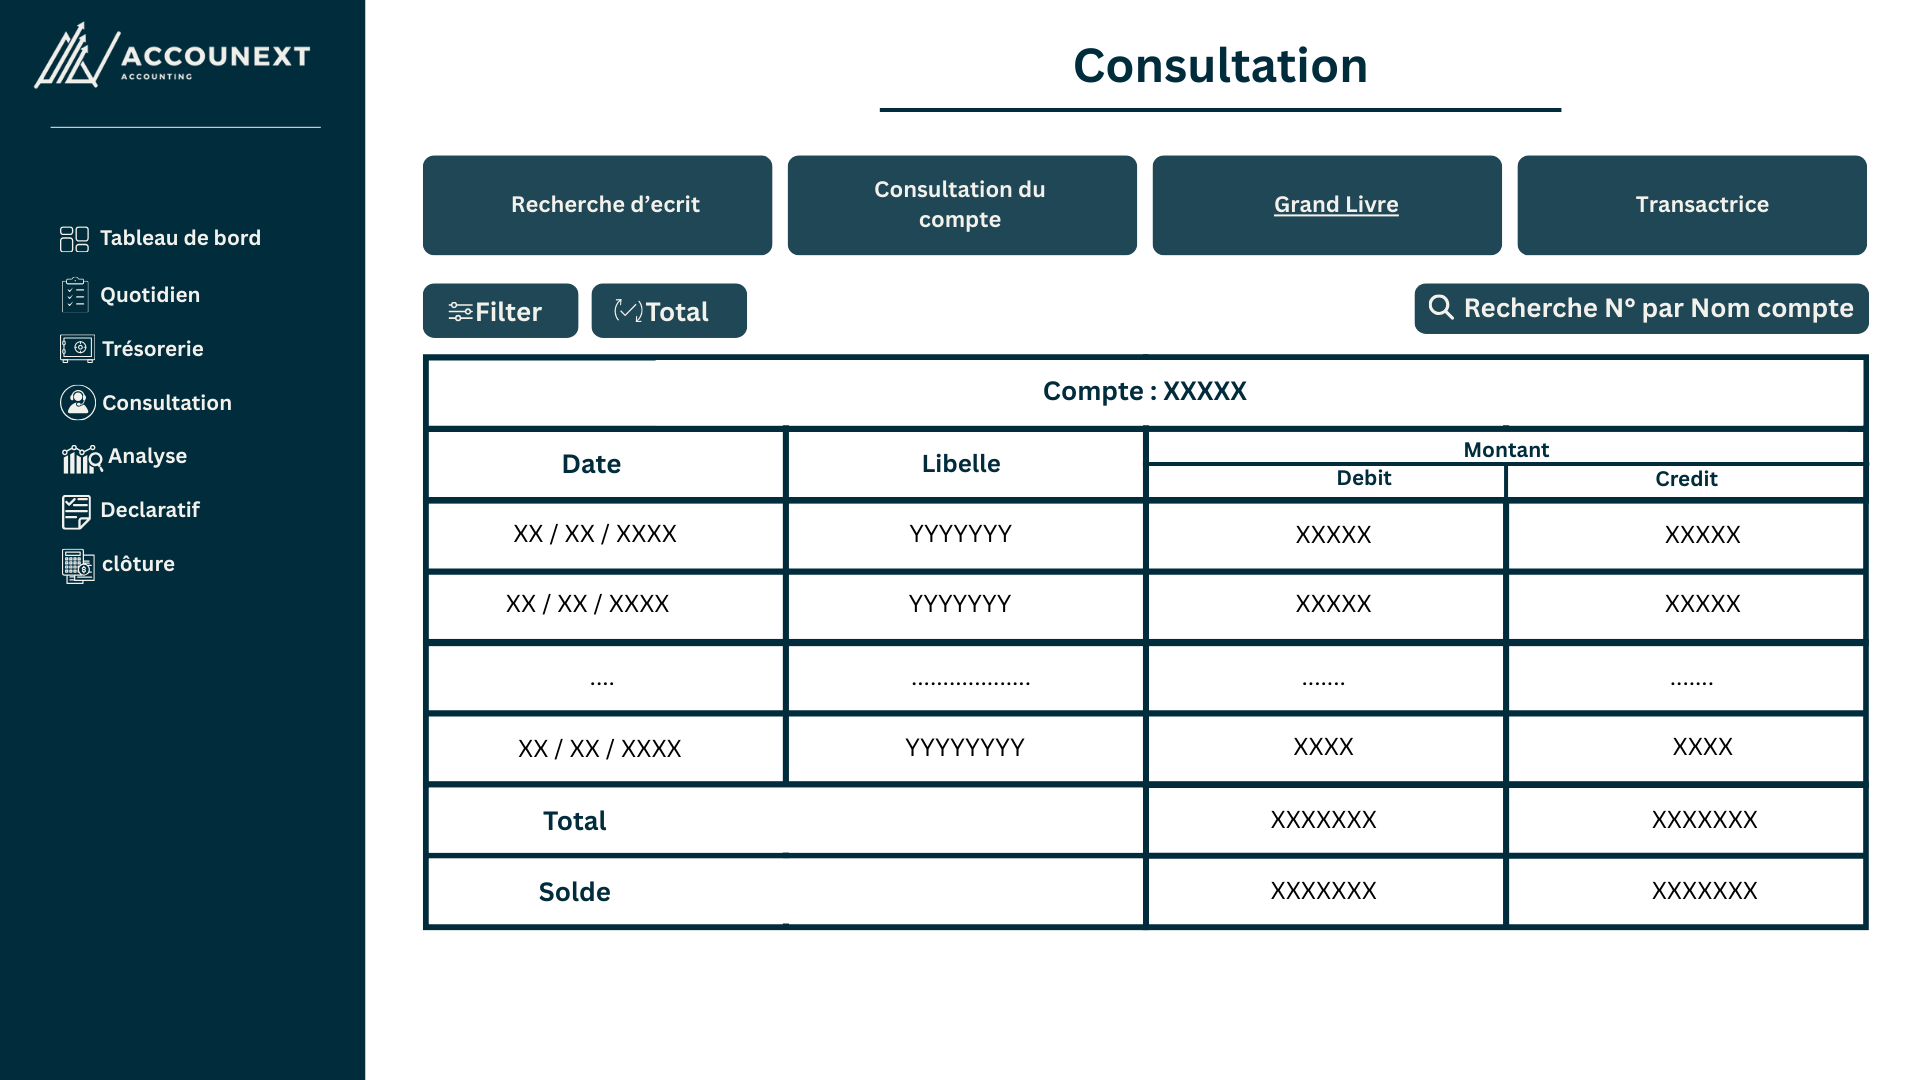 ACCOUNEXT
ACCOUNTING
Tableau de bord
Quotidien
Trésorerie
Consultation
Analyse
Declaratif
clôture
Consultation
Recherche d’ecrit
Consultation du
compte
Grand Livre
Transactrice
Filter
Total
Recherche N° par Nom compte
Compte : XXXXX
Date
Libelle
Montant
Debit
Credit
XX / XX / XXXX YYYYYYY XXXXX XXXXX
XX / XX / XXXX YYYYYYY XXXXX XXXXX
.... ................... ....... .......
XX / XX / XXXX YYYYYYYY XXXX XXXX
Total XXXXXXX XXXXXXX
Solde XXXXXXX XXXXXXX